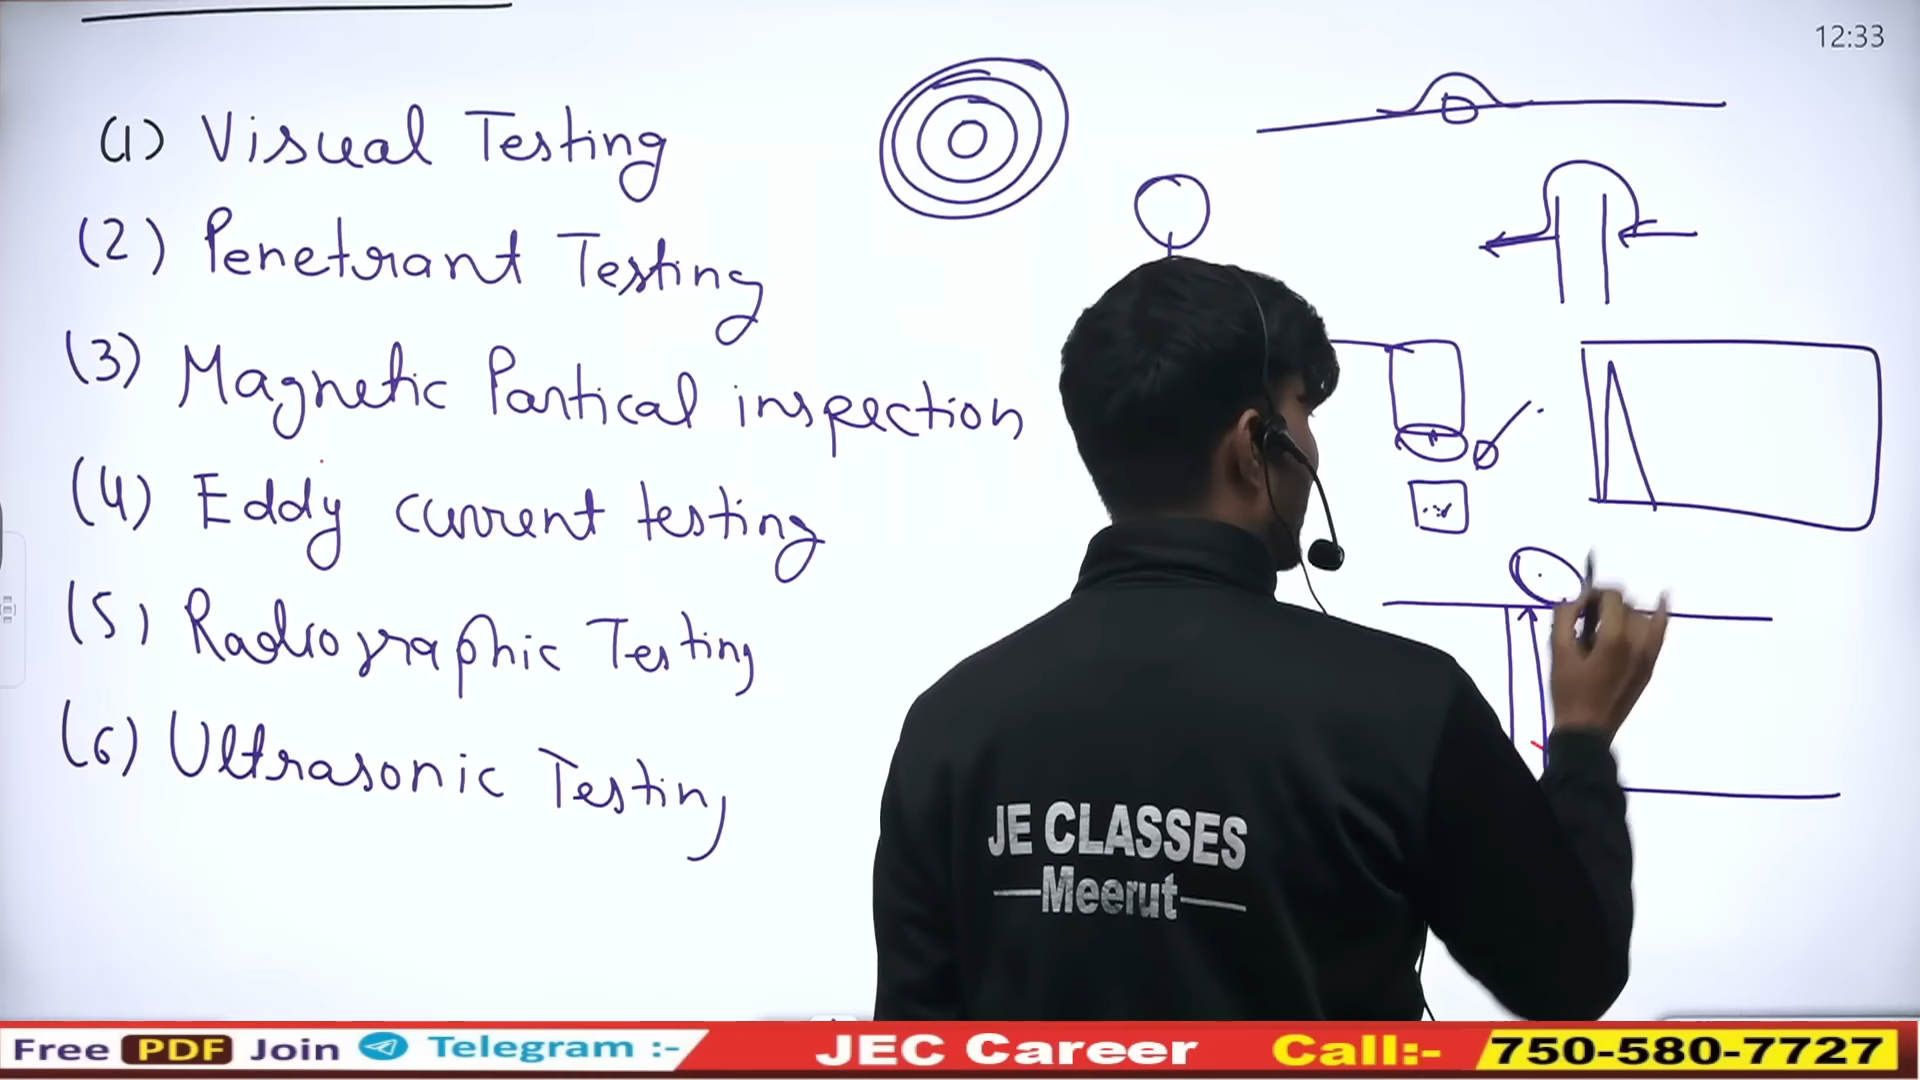 12:33
(1) Visual Testing
(2) Penetrant Testing
(3) Magnetic Partical inspection
(4) Eddy current testing
(5) Radiographic Testing
(6) Ultrasonic Testing
JE CLASSES
Meerut
Free PDF Join Telegram :- JEC Career Call:- 750-580-7727